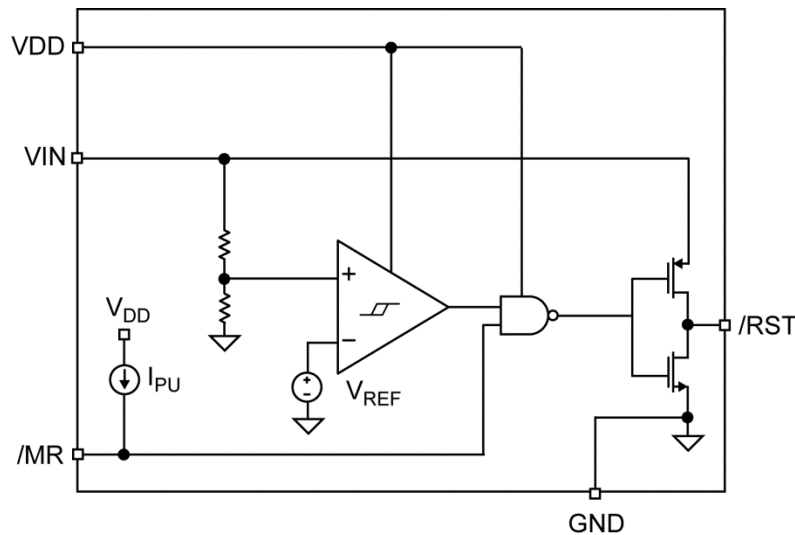 VDD
VIN
+
−
VDD
IPU
+
-
VREF
/RST
/MR
GND